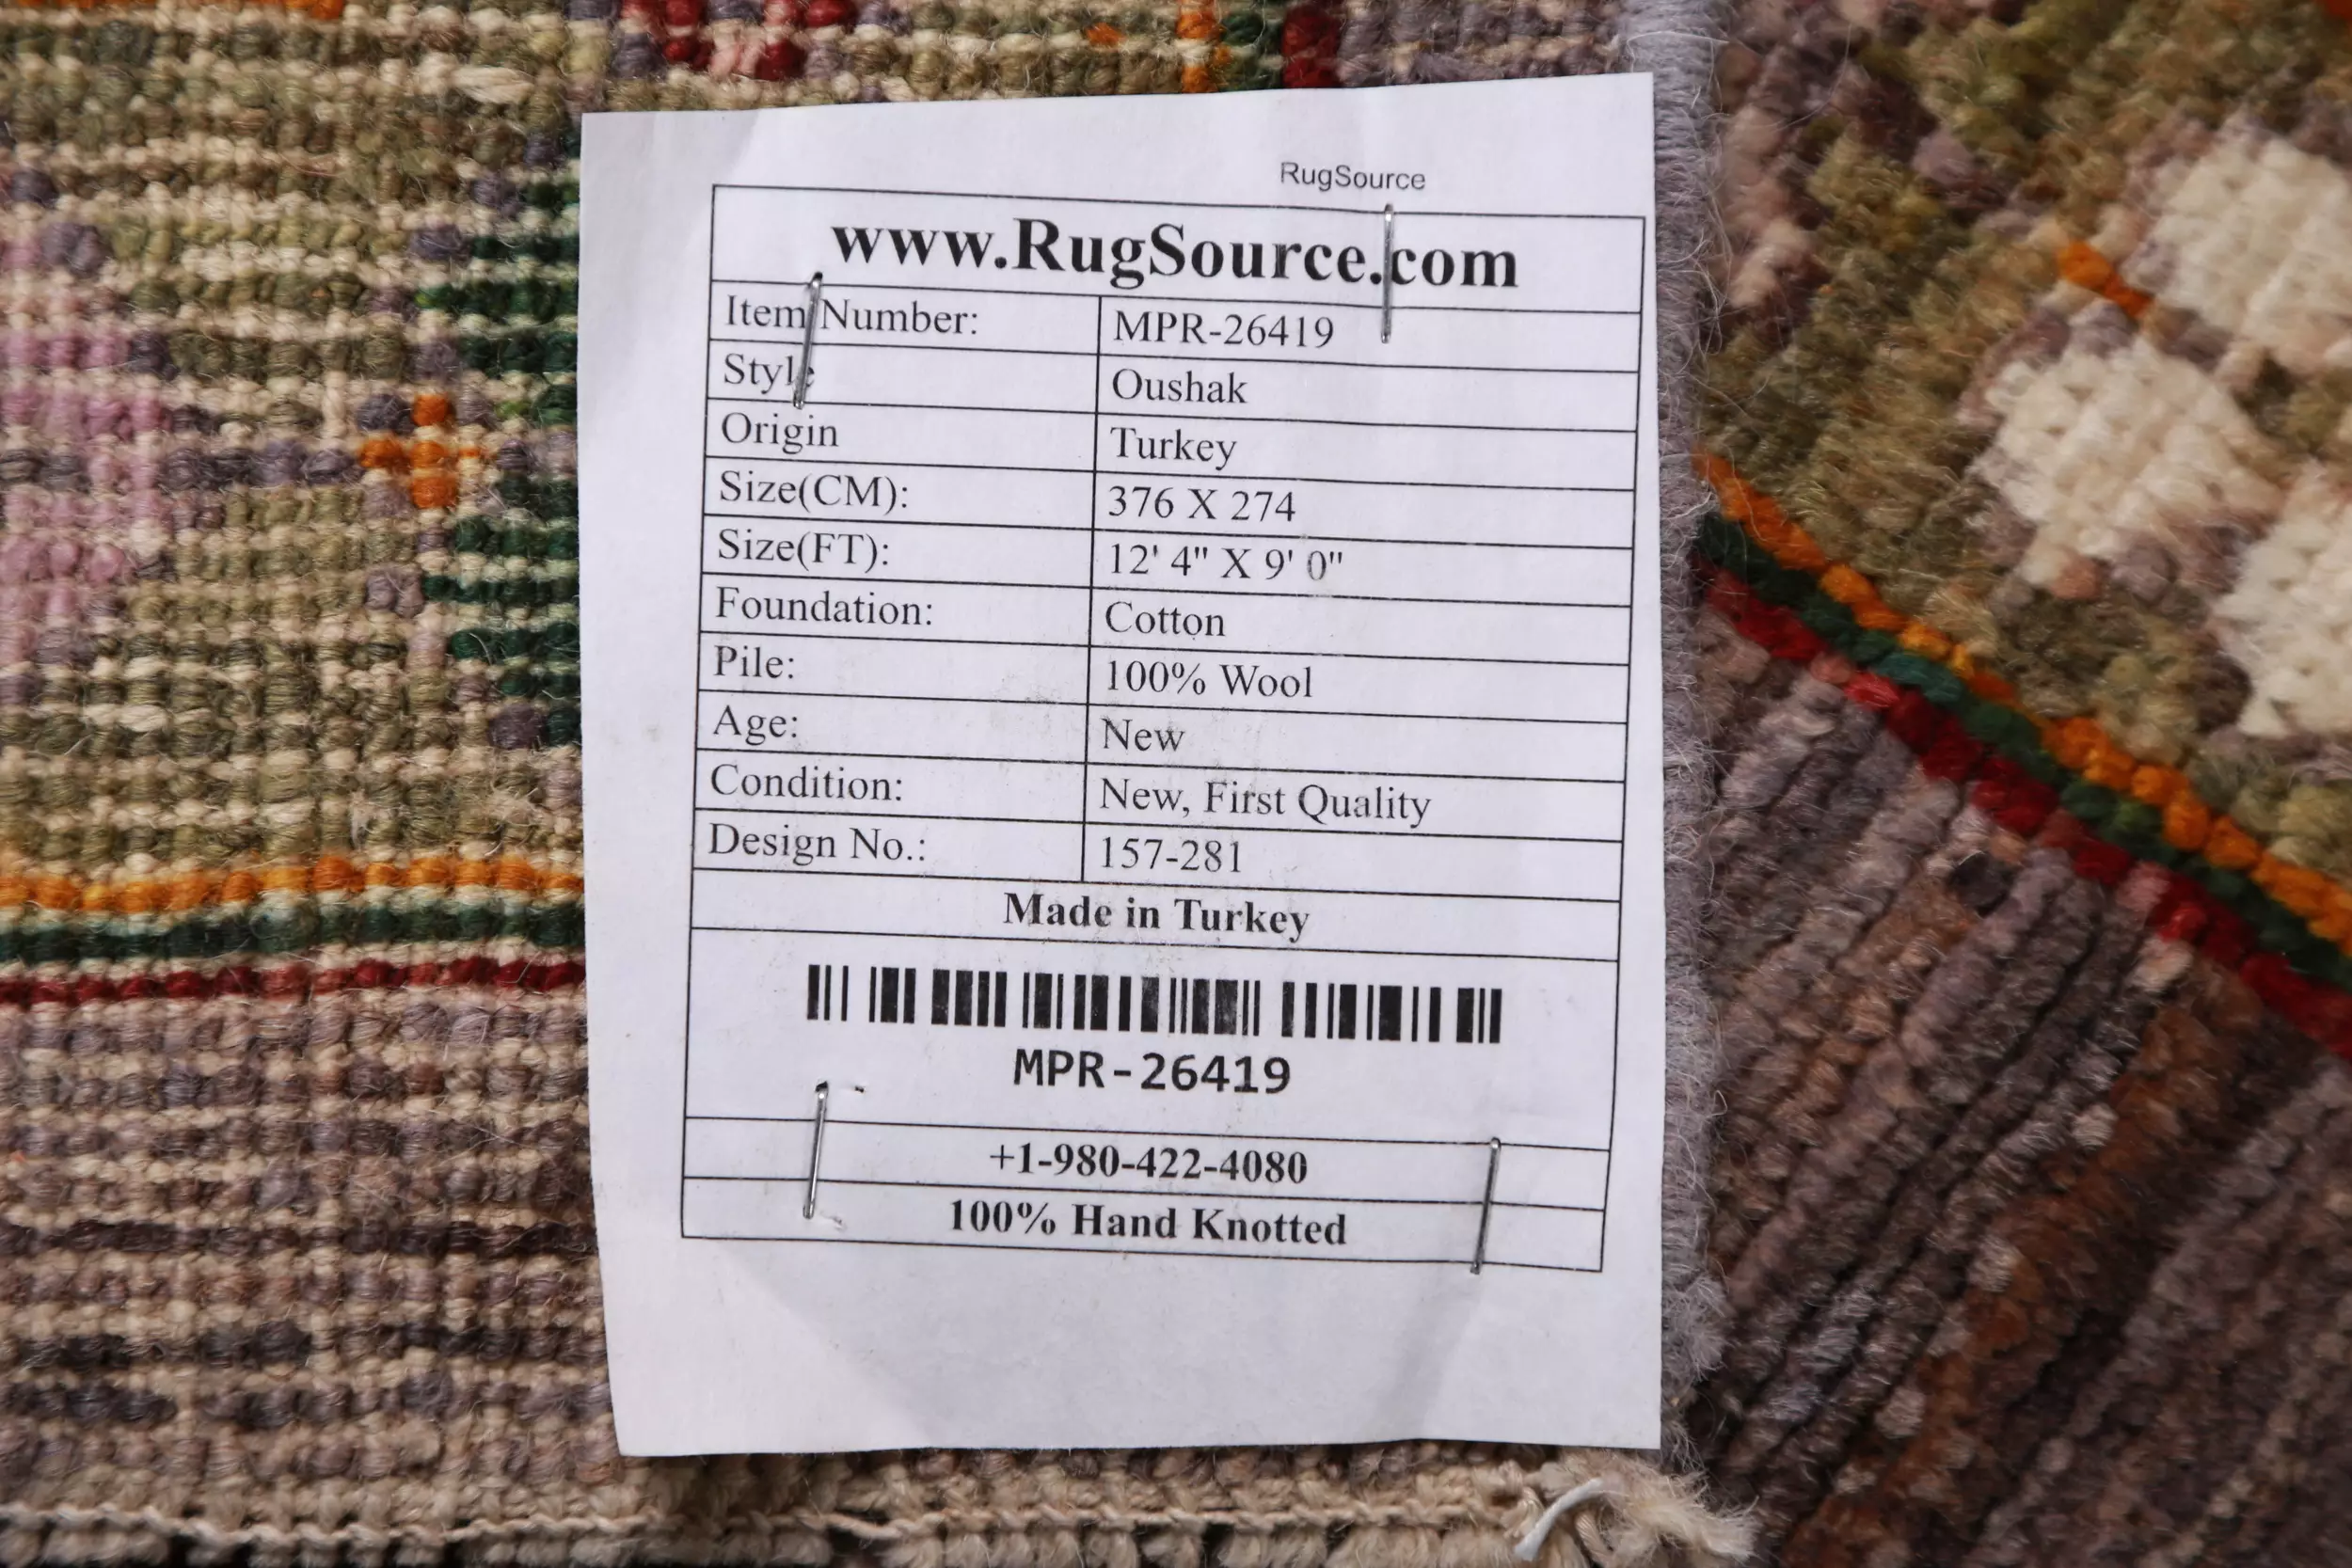 RugSource
www.RugSource.com
Item Number: MPR-26419
Style Oushak
Origin Turkey
Size(CM): 376 X 274
Size(FT): 12' 4" X 9' 0"
Foundation: Cotton
Pile: 100% Wool
Age: New
Condition: New, First Quality
Design No.: 157-281
Made in Turkey
MPR-26419
+1-980-422-4080
100% Hand Knotted